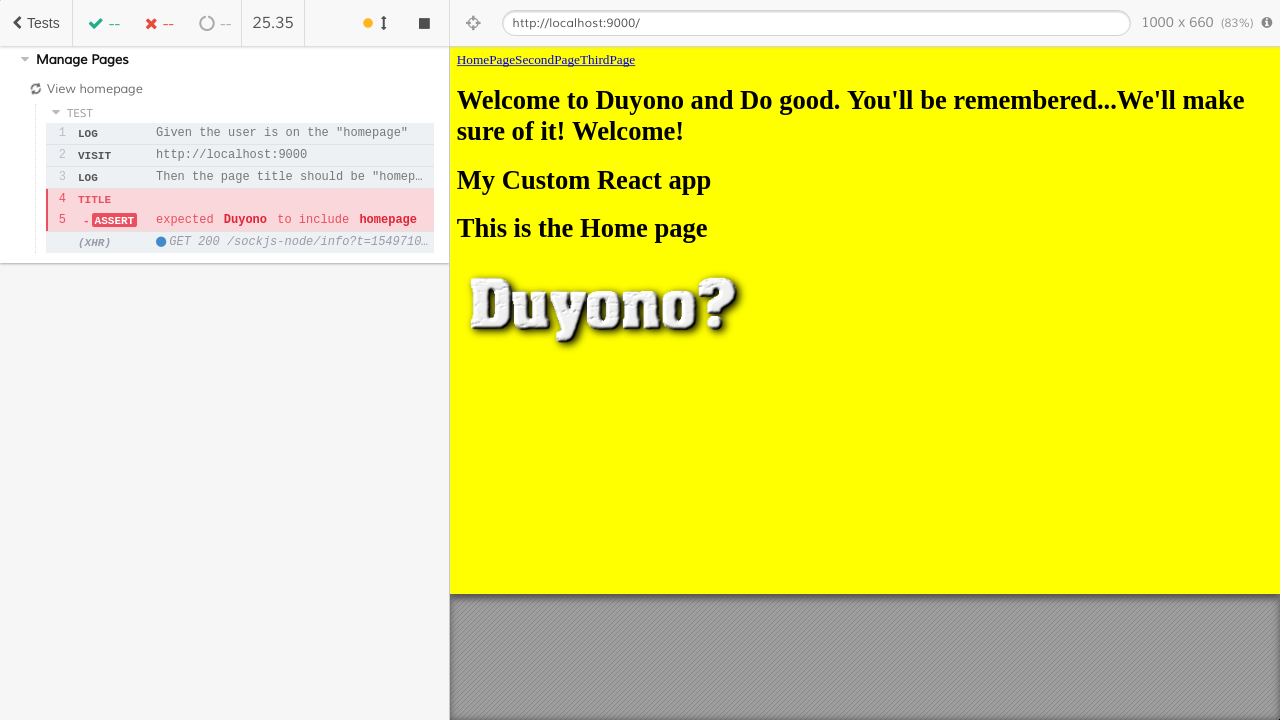 Tests
--
--
--
25.35
http://localhost:9000/
1000 x 660 (83%)
Manage Pages
View homepage
TEST
1 LOG Given the user is on the "homepage"
2 VISIT http://localhost:9000
3 LOG Then the page title should be "homep…
4 TITLE
5 - ASSERT expected Duyono to include homepage
(XHR) GET 200 /sockjs-node/info?t=1549710…
HomePageSecondPageThirdPage
Welcome to Duyono and Do good. You'll be remembered...We'll make
sure of it! Welcome!
My Custom React app
This is the Home page
Duyono?